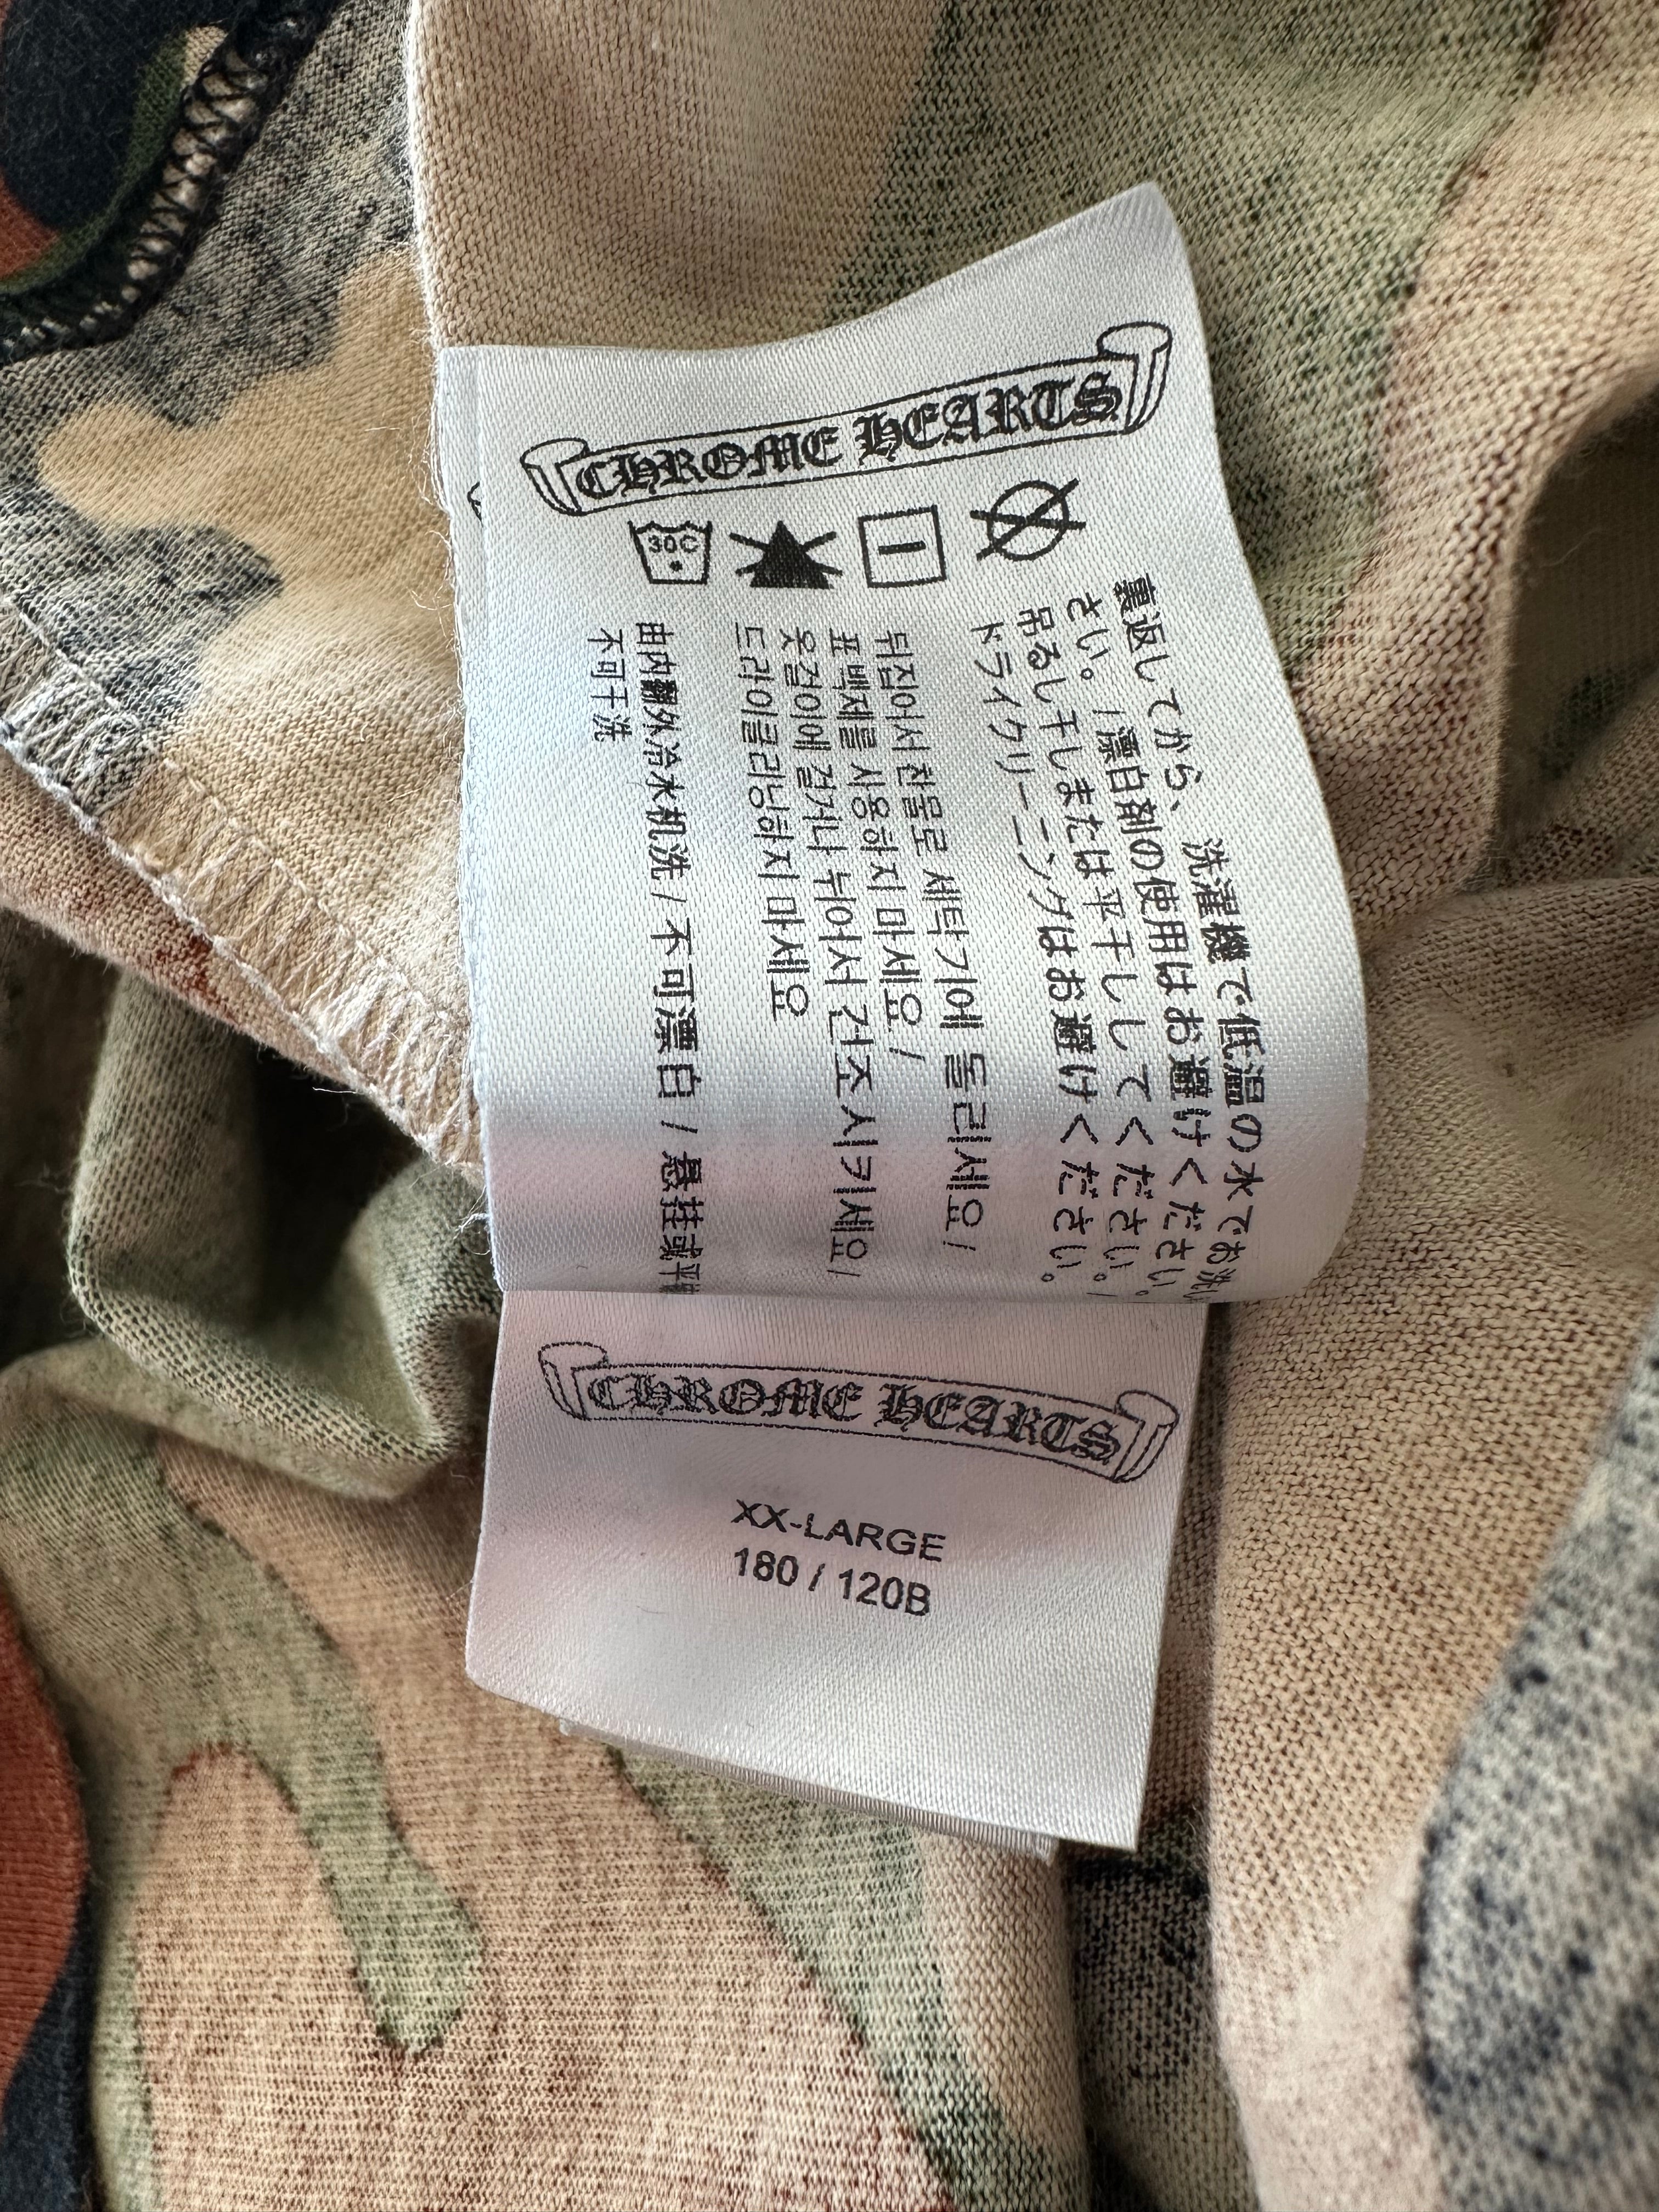 CHROME HEARTS
30C
裏返してから、洗濯機で低温の水でお洗い
さい。/漂白剤の使用はお避けください。
吊るし干しまたは平干ししてください。/
ドライクリーニングはお避けください。
뒤집어서 찬물로 세탁기에 돌리세요 /
표백제를 사용하지 마세요 /
옷걸이에 걸거나 뉘어서 건조 시키세요 /
드라이클리닝하지 마세요
由内翻外冷水机洗 / 不可漂白 / 悬挂或平
不可干洗
CHROME HEARTS
XX-LARGE
180 / 120B